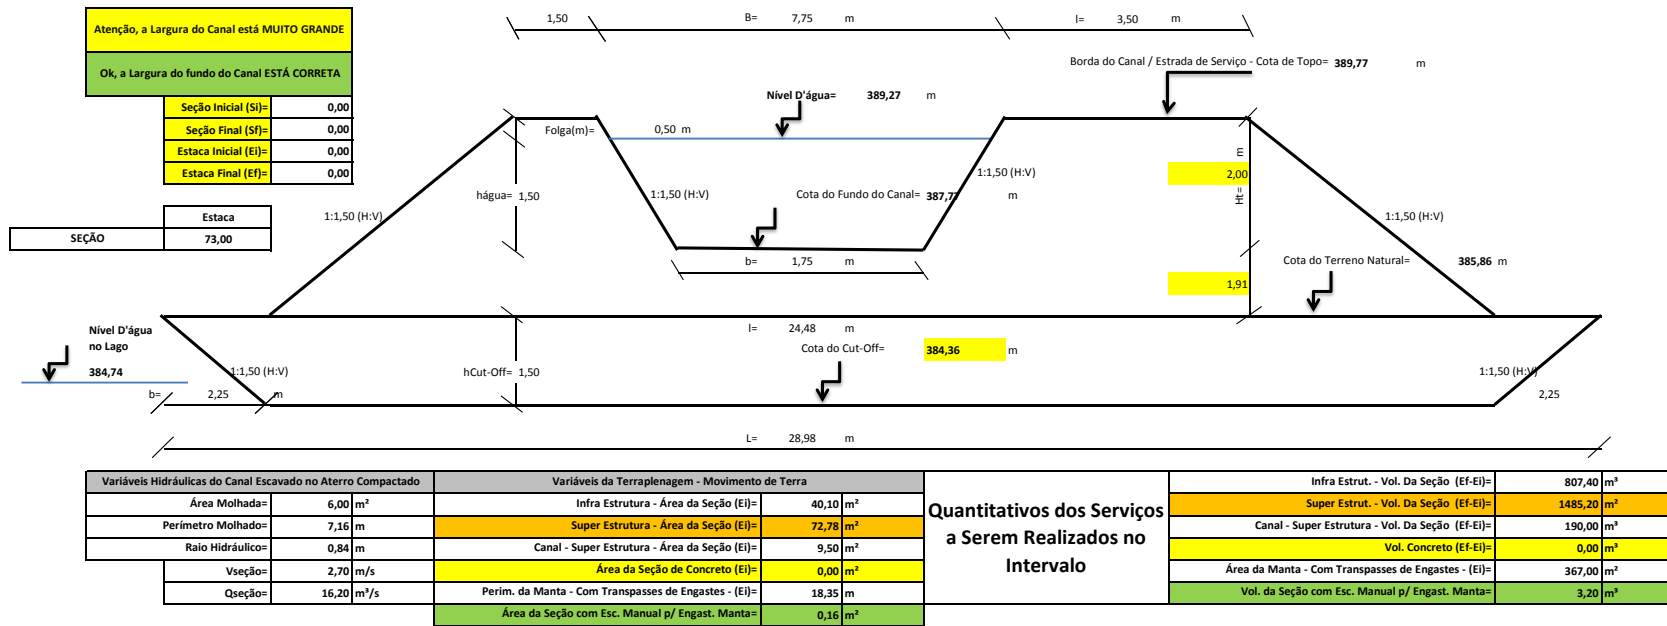 1,50 B= 7,75 m l= 3,50 m
Atenção, a Largura do Canal está MUITO GRANDE
Ok, a Largura do fundo do Canal ESTÁ CORRETA
Borda do Canal / Estrada de Serviço - Cota de Topo= 389,77 m
Nível D'água= 389,27 m
Seção Inicial (Si)= 0,00
Seção Final (Sf)= 0,00
Estaca Inicial (Ei)= 0,00
Estaca Final (Ef)= 0,00
Folga(m)= 0,50 m
hágua= 1,50
1:1,50 (H:V)
1:1,50 (H:V)
1:1,50 (H:V)
1:1,50 (H:V)
Cota do Fundo do Canal= 387,7 m
2,00
Ht= m
Estaca
SEÇÃO 73,00
b= 1,75 m
Cota do Terreno Natural= 385,86 m
1,91
Nível D'água
no Lago
384,74
l= 24,48 m
Cota do Cut-Off= 384,36 m
1:1,50 (H:V)
hCut-Off= 1,50
1:1,50 (H:V)
b= 2,25 m
2,25
L= 28,98 m
Variáveis Hidráulicas do Canal Escavado no Aterro Compactado
Área Molhada= 6,00 m²
Perímetro Molhado= 7,16 m
Raio Hidráulico= 0,84 m
Vseção= 2,70 m/s
Qseção= 16,20 m³/s
Variáveis da Terraplenagem - Movimento de Terra
Infra Estrutura - Área da Seção (Ei)= 40,10 m²
Super Estrutura - Área da Seção (Ei)= 72,78 m²
Canal - Super Estrutura - Área da Seção (Ei)= 9,50 m²
Área da Seção de Concreto (Ei)= 0,00 m²
Perim. da Manta - Com Transpasses de Engastes - (Ei)= 18,35 m
Área da Seção com Esc. Manual p/ Engast. Manta= 0,16 m²
Quantitativos dos Serviços
a Serem Realizados no
Intervalo
Infra Estrut. - Vol. Da Seção (Ef-Ei)= 807,40 m³
Super Estrut. - Vol. Da Seção (Ef-Ei)= 1485,20 m²
Canal - Super Estrutura - Vol. Da Seção (Ef-Ei)= 190,00 m³
Vol. Concreto (Ef-Ei)= 0,00 m³
Área da Manta - Com Transpasses de Engastes - (Ei)= 367,00 m²
Vol. da Seção com Esc. Manual p/ Engast. Manta= 3,20 m³